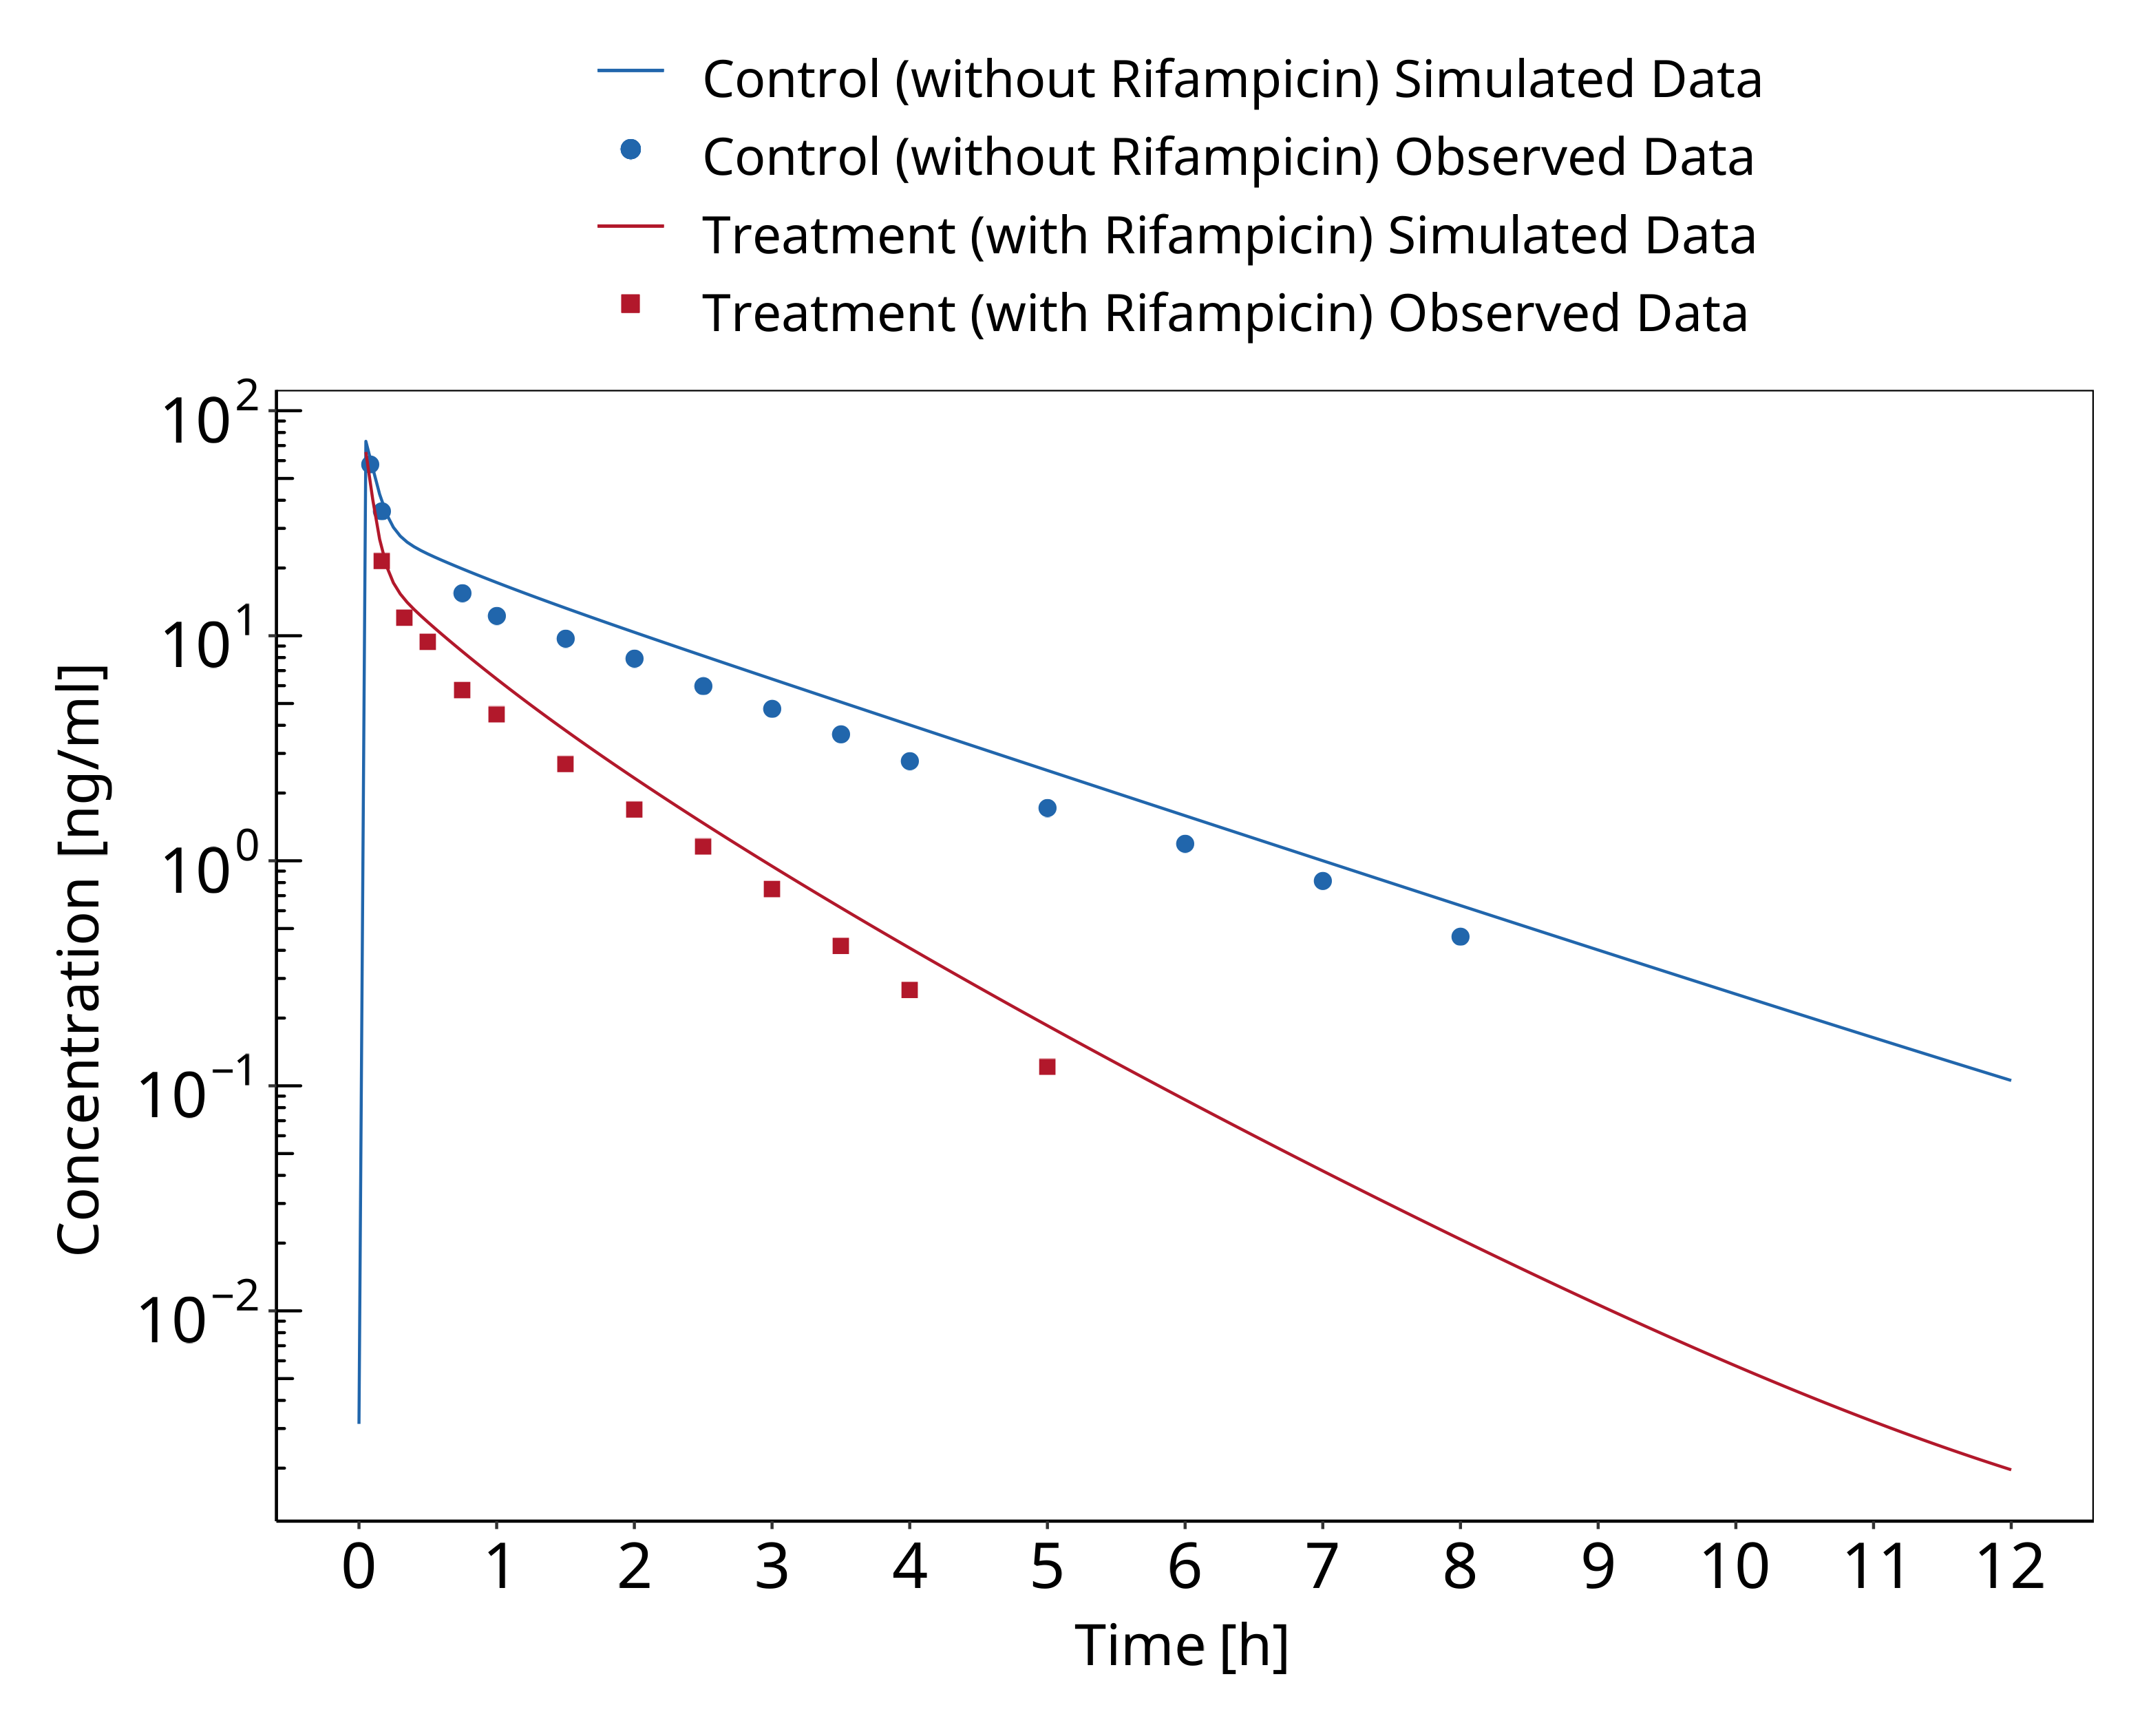 Control (without Rifampicin) Simulated Data
Control (without Rifampicin) Observed Data
Treatment (with Rifampicin) Simulated Data
Treatment (with Rifampicin) Observed Data
10²
10¹
10⁰
10⁻¹
10⁻²
Concentration [ng/ml]
0 1 2 3 4 5 6 7 8 9 10 11 12
Time [h]